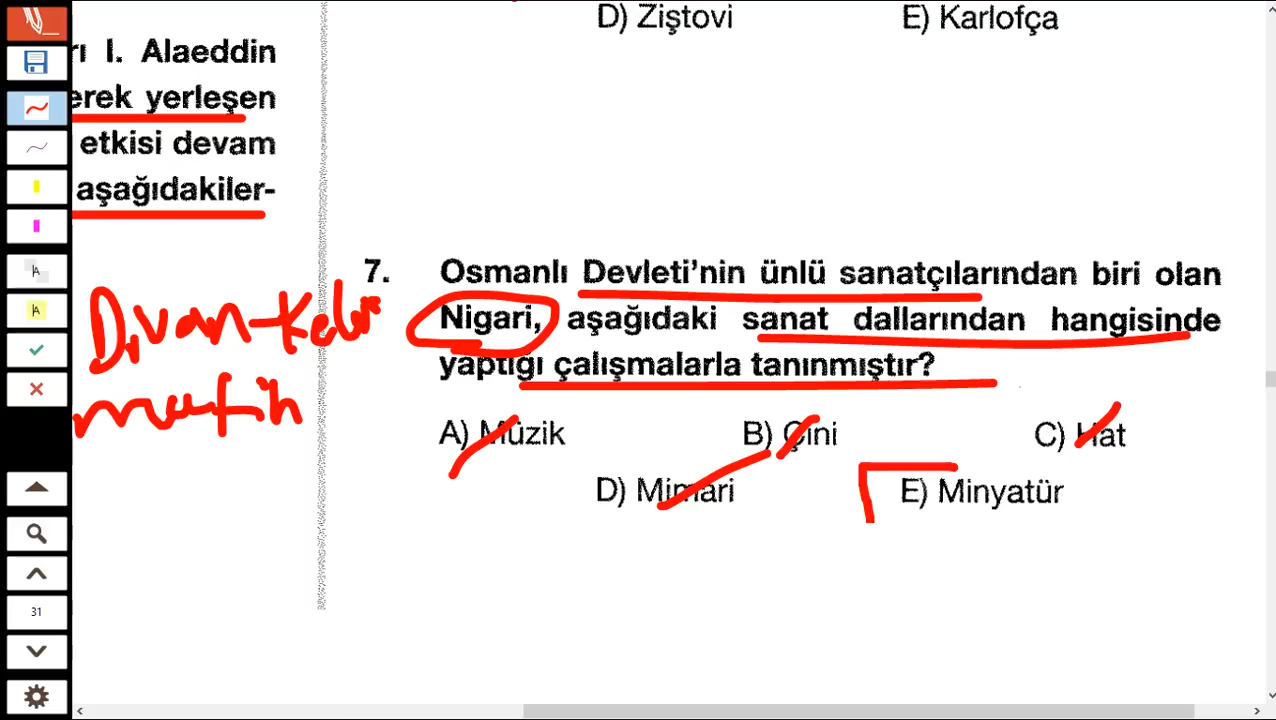 D) Ziştovi E) Karlofça
rı I. Alaeddin
erek yerleşen
etkisi devam
aşağıdakiler-
7. Osmanlı Devleti’nin ünlü sanatçılarından biri olan
Nigari, aşağıdaki sanat dallarından hangisinde
yaptığı çalışmalarla tanınmıştır?
A) Müzik B) Çini C) Hat
D) Mimari E) Minyatür
Divan-
A
A
31